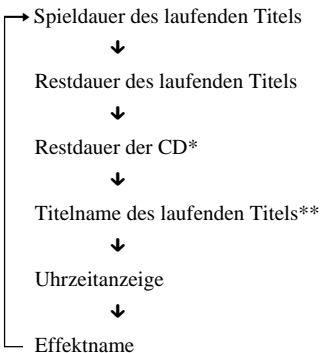 Spieldauer des laufenden Titels
Restdauer des laufenden Titels
Restdauer der CD*
Titelname des laufenden Titels**
Uhrzeitanzeige
Effektname